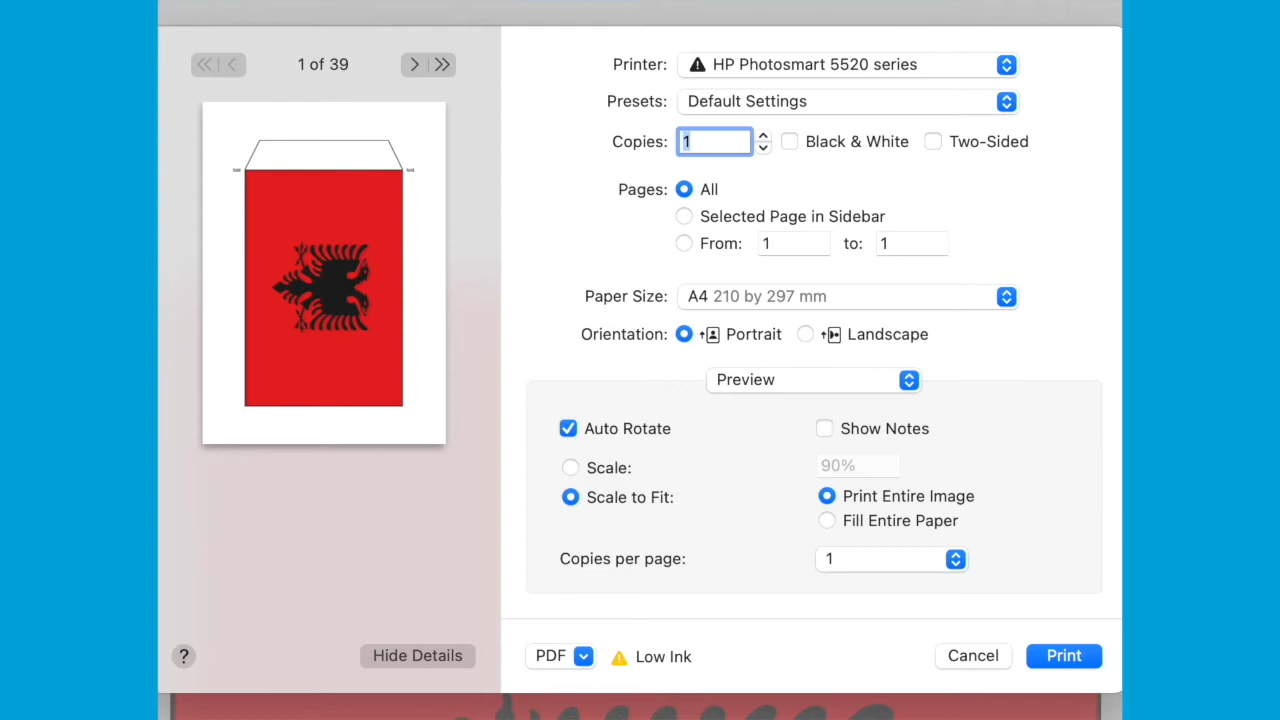 1 of 39
fold
fold
Printer: HP Photosmart 5520 series
Presets: Default Settings
Copies: 1 Black & White Two-Sided
Pages: All
Selected Page in Sidebar
From: 1 to: 1
Paper Size: A4 210 by 297 mm
Orientation: Portrait Landscape
Preview
Auto Rotate Show Notes
Scale: 90%
Scale to Fit: Print Entire Image
Fill Entire Paper
Copies per page: 1
? Hide Details PDF Low Ink Cancel Print